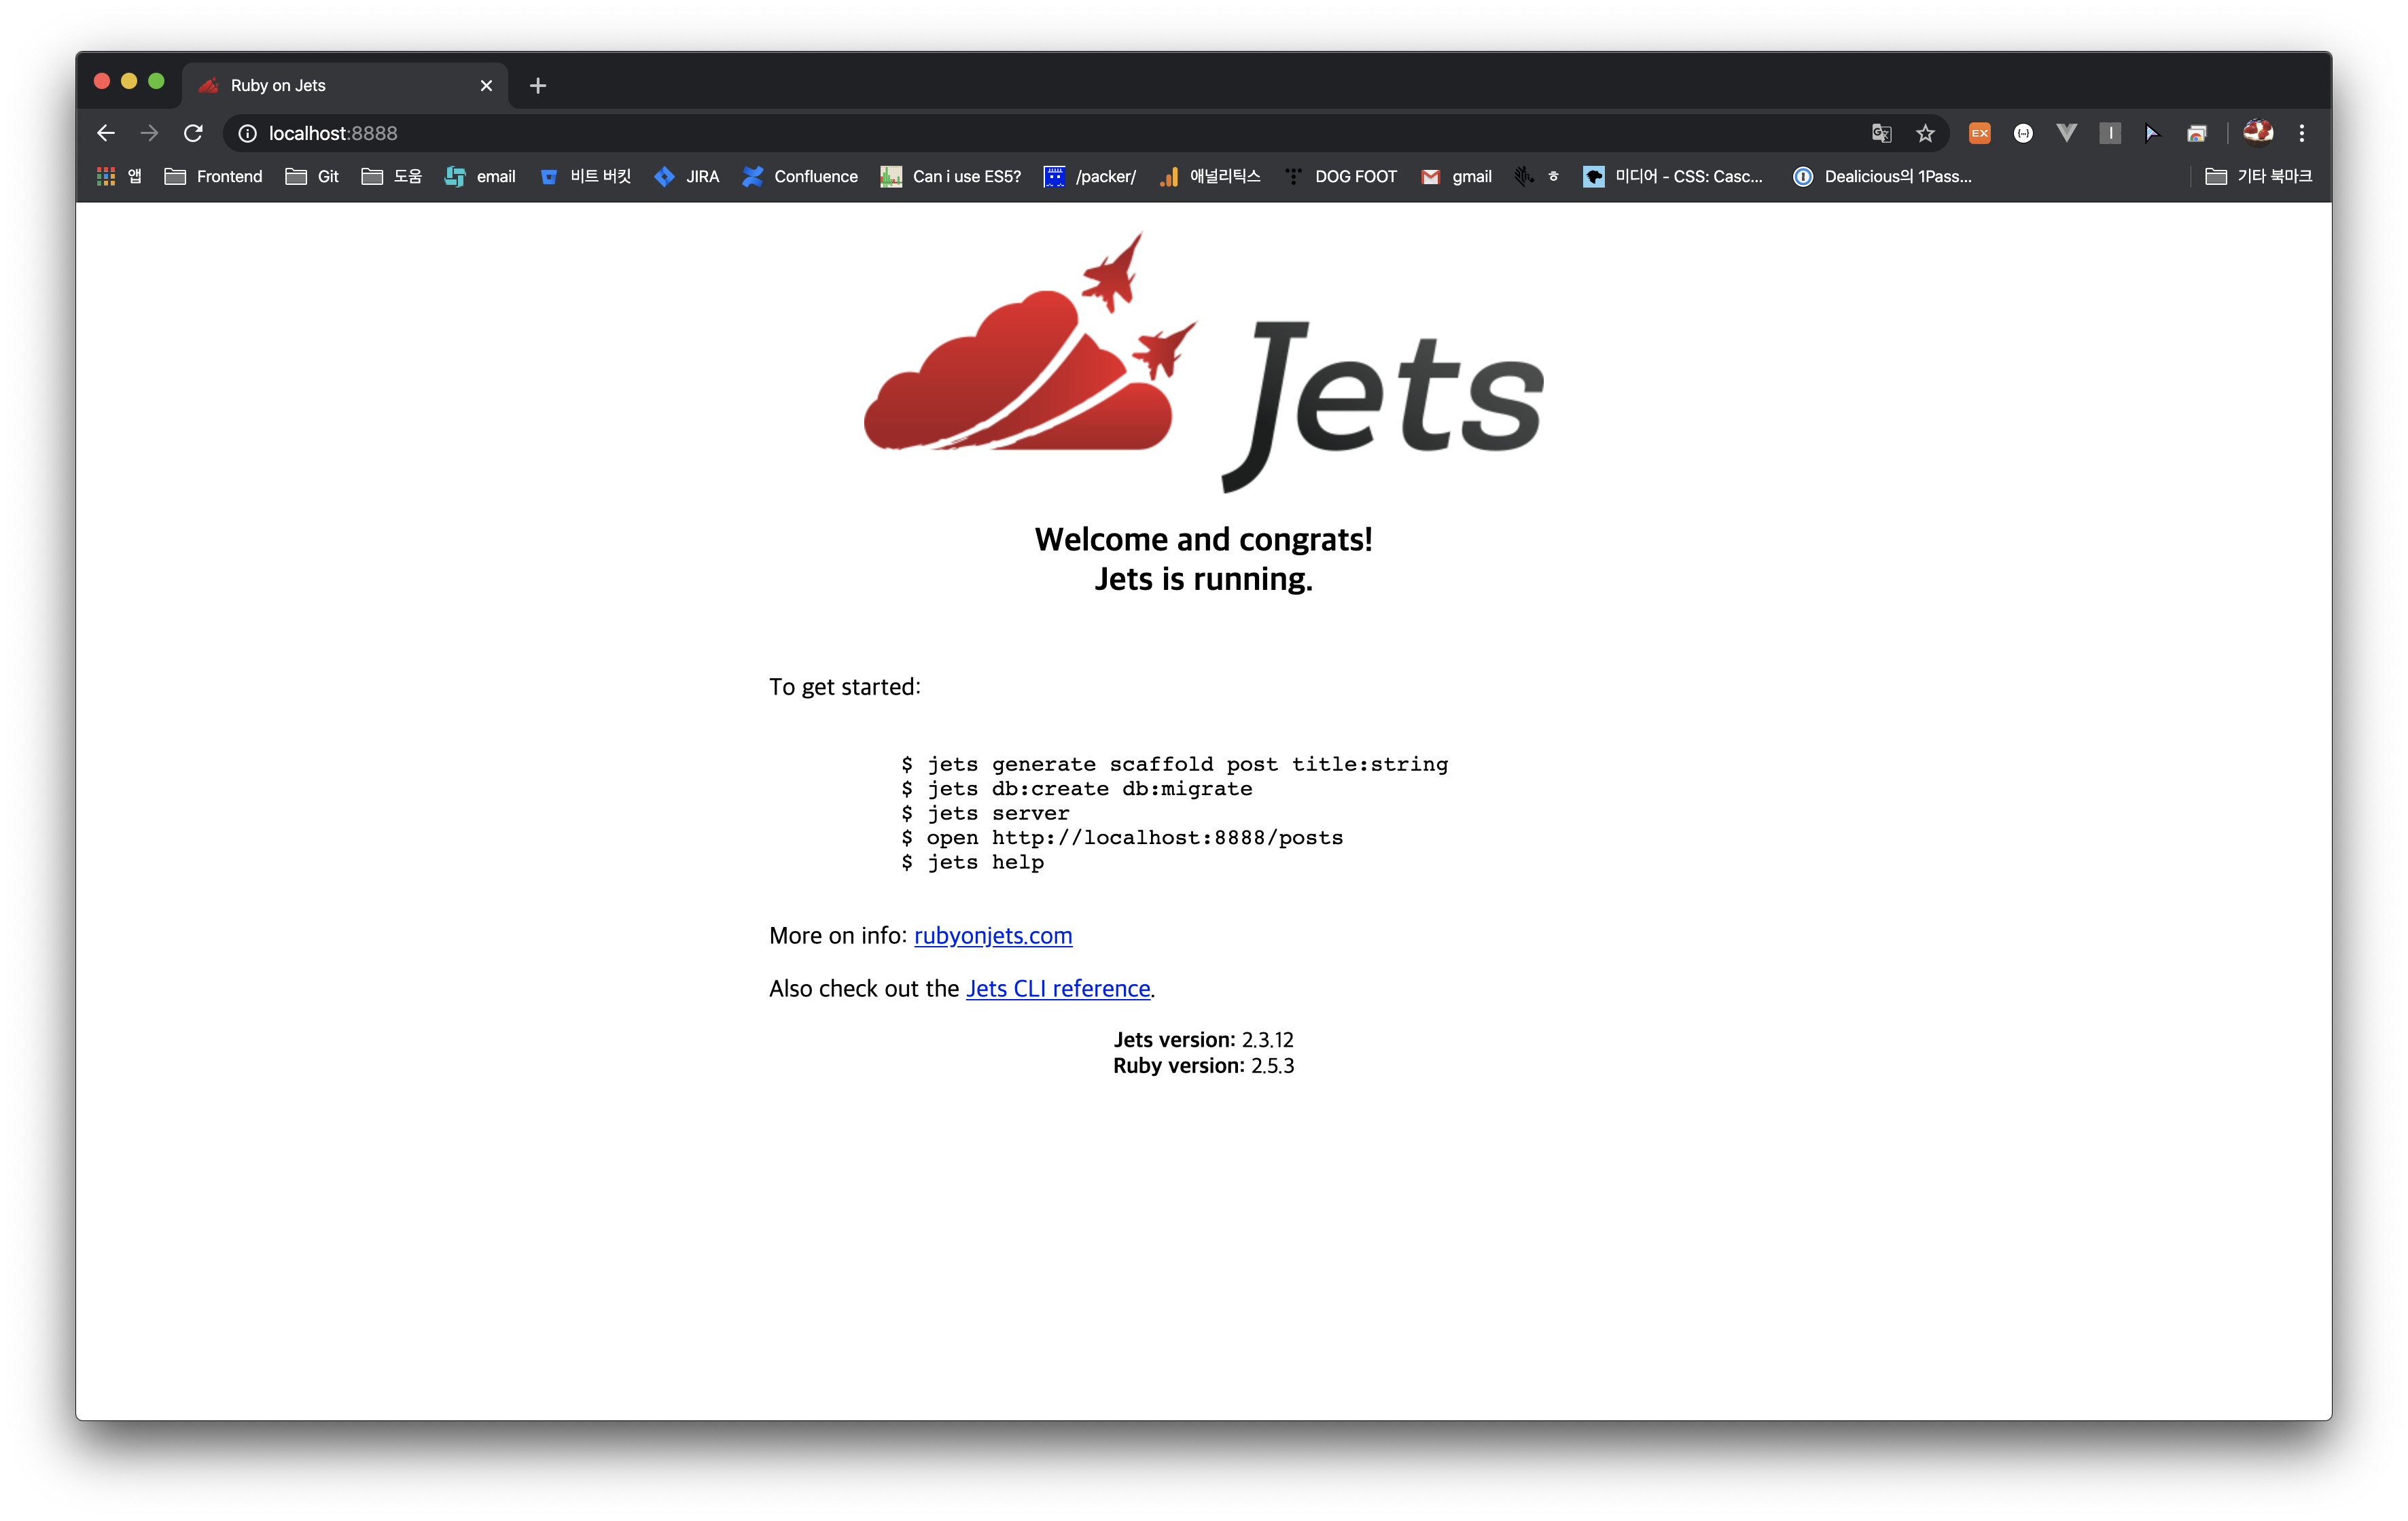 Ruby on Jets
localhost:8888
EX
앱 Frontend Git 도움 email 비트 버킷 JIRA Confluence Can i use ES5? /packer/ 애널리틱스 DOG FOOT gmail ㅎ 미디어 - CSS: Casc... Dealicious의 1Pass... 기타 북마크
Jets
Welcome and congrats!
Jets is running.
To get started:
$ jets generate scaffold post title:string
$ jets db:create db:migrate
$ jets server
$ open http://localhost:8888/posts
$ jets help
More on info: rubyonjets.com
Also check out the Jets CLI reference.
Jets version: 2.3.12
Ruby version: 2.5.3